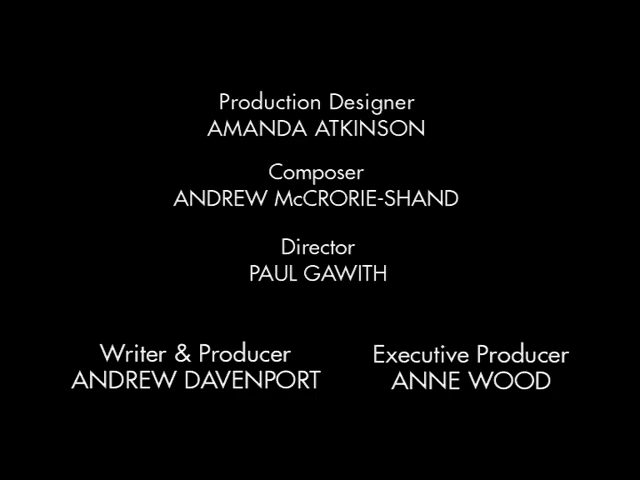 Production Designer
AMANDA ATKINSON
Composer
ANDREW McCRORIE-SHAND
Director
PAUL GAWITH
Writer & Producer
ANDREW DAVENPORT
Executive Producer
ANNE WOOD